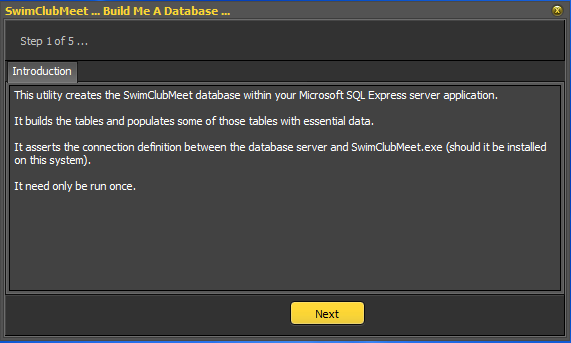 SwimClubMeet ... Build Me A Database ...
Step 1 of 5 ...
Introduction
This utility creates the SwimClubMeet database within your Microsoft SQL Express server application.
It builds the tables and populates some of those tables with essential data.
It asserts the connection definition between the database server and SwimClubMeet.exe (should it be installed
on this system).
It need only be run once.
Next